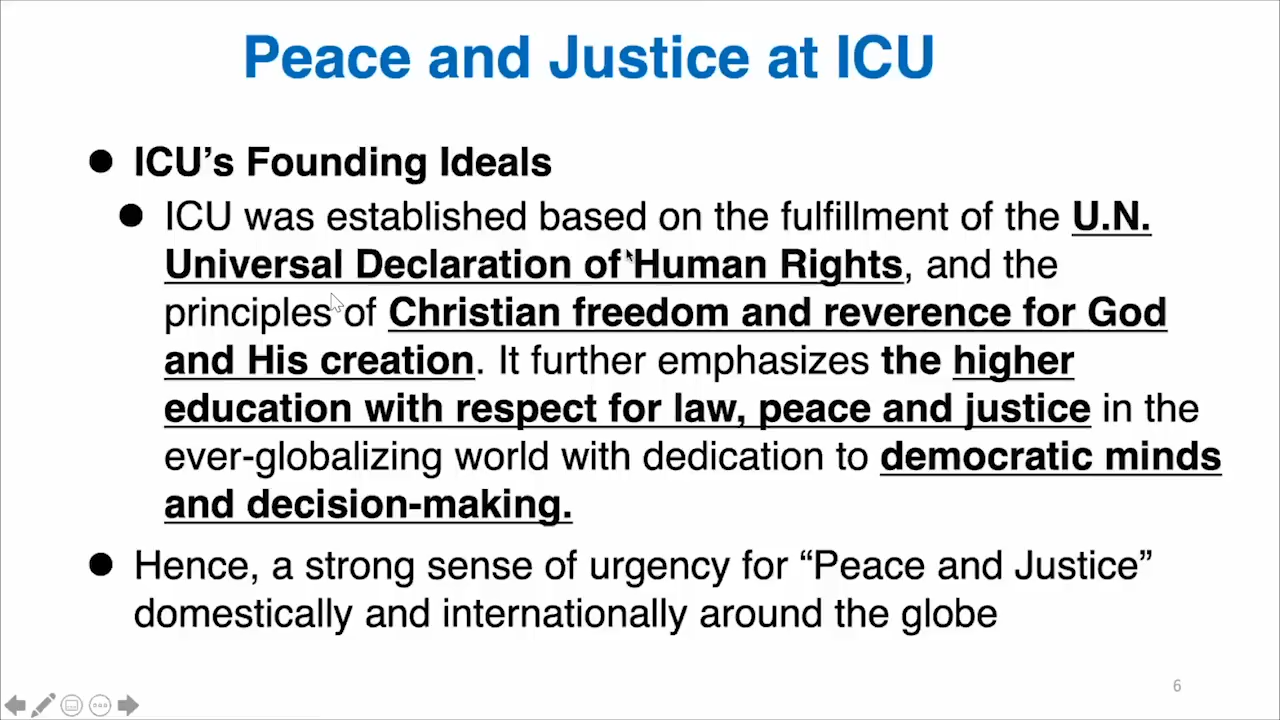 Peace and Justice at ICU
● ICU’s Founding Ideals
● ICU was established based on the fulfillment of the U.N.
Universal Declaration of Human Rights, and the
principles of Christian freedom and reverence for God
and His creation. It further emphasizes the higher
education with respect for law, peace and justice in the
ever-globalizing world with dedication to democratic minds
and decision-making.
● Hence, a strong sense of urgency for “Peace and Justice”
domestically and internationally around the globe
6